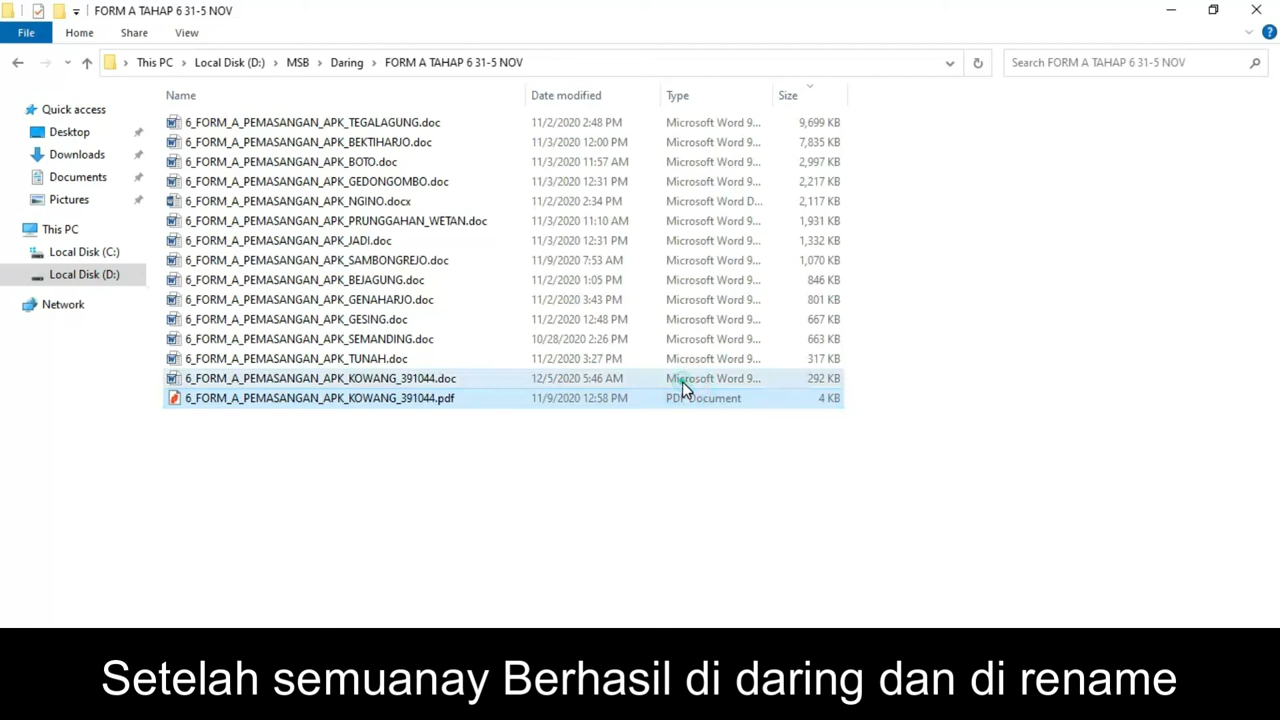 FORM A TAHAP 6 31-5 NOV
File Home Share View
This PC Local Disk (D:) MSB Daring FORM A TAHAP 6 31-5 NOV Search FORM A TAHAP 6 31-5 NOV
Name Date modified Type Size
Quick access
Desktop
Downloads
Documents
Pictures
This PC
Local Disk (C:)
Local Disk (D:)
Network
6_FORM_A_PEMASANGAN_APK_TEGALAGUNG.doc 11/2/2020 2:48 PM Microsoft Word 9... 9,699 KB
6_FORM_A_PEMASANGAN_APK_BEKTIHARJO.doc 11/3/2020 12:00 PM Microsoft Word 9... 7,835 KB
6_FORM_A_PEMASANGAN_APK_BOTO.doc 11/3/2020 11:57 AM Microsoft Word 9... 2,997 KB
6_FORM_A_PEMASANGAN_APK_GEDONGOMBO.doc 11/3/2020 12:31 PM Microsoft Word 9... 2,217 KB
6_FORM_A_PEMASANGAN_APK_NGINO.docx 11/2/2020 2:34 PM Microsoft Word D... 2,117 KB
6_FORM_A_PEMASANGAN_APK_PRUNGGAHAN_WETAN.doc 11/3/2020 11:10 AM Microsoft Word 9... 1,931 KB
6_FORM_A_PEMASANGAN_APK_JADI.doc 11/3/2020 12:31 PM Microsoft Word 9... 1,332 KB
6_FORM_A_PEMASANGAN_APK_SAMBONGREJO.doc 11/9/2020 7:53 AM Microsoft Word 9... 1,070 KB
6_FORM_A_PEMASANGAN_APK_BEJAGUNG.doc 11/2/2020 1:05 PM Microsoft Word 9... 846 KB
6_FORM_A_PEMASANGAN_APK_GENAHARJO.doc 11/2/2020 3:43 PM Microsoft Word 9... 801 KB
6_FORM_A_PEMASANGAN_APK_GESING.doc 11/2/2020 12:48 PM Microsoft Word 9... 667 KB
6_FORM_A_PEMASANGAN_APK_SEMANDING.doc 10/28/2020 2:26 PM Microsoft Word 9... 663 KB
6_FORM_A_PEMASANGAN_APK_TUNAH.doc 11/2/2020 3:27 PM Microsoft Word 9... 317 KB
6_FORM_A_PEMASANGAN_APK_KOWANG_391044.doc 12/5/2020 5:46 AM Microsoft Word 9... 292 KB
6_FORM_A_PEMASANGAN_APK_KOWANG_391044.pdf 11/9/2020 12:58 PM PDF Document 4 KB
Setelah semuanay Berhasil di daring dan di rename